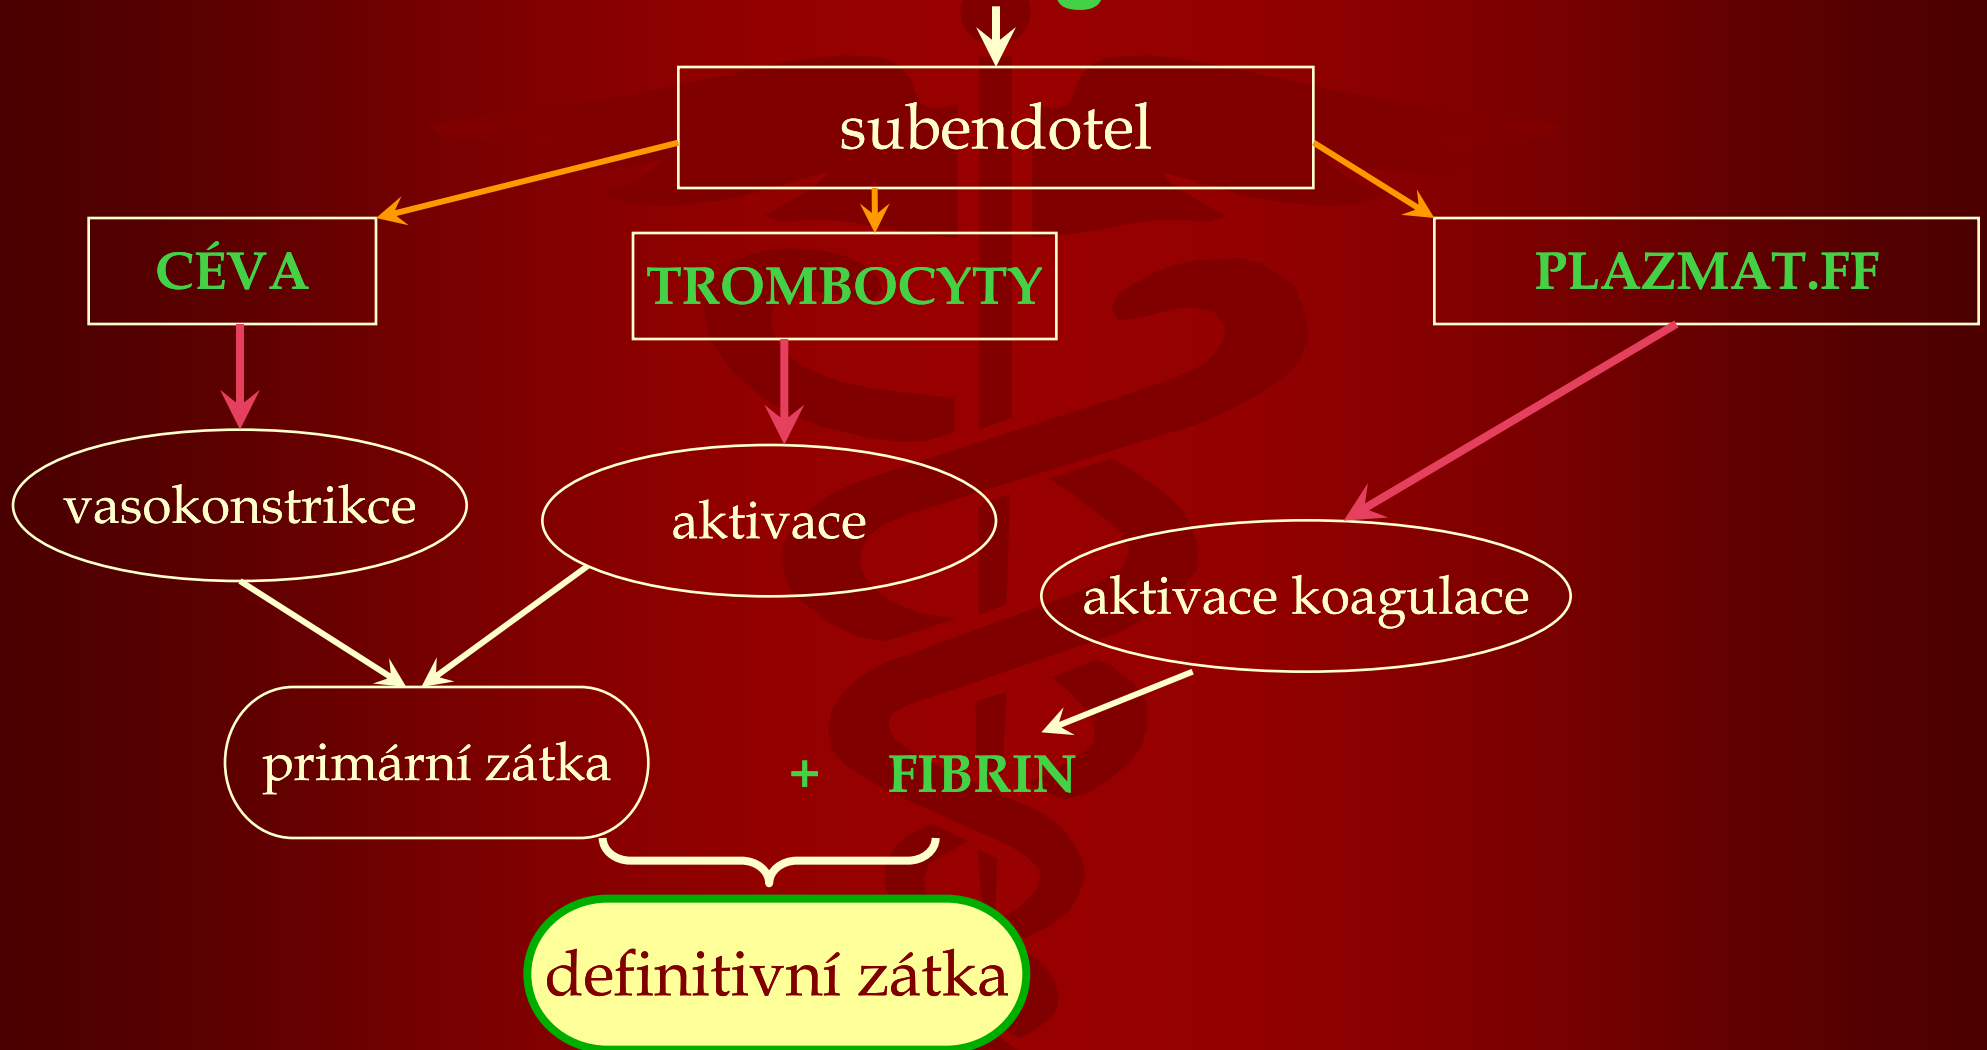 subendotel
CÉVA
TROMBOCYTY
PLAZMAT.FF
vasokonstrikce
aktivace
aktivace koagulace
primární zátka
+ FIBRIN
definitivní zátka